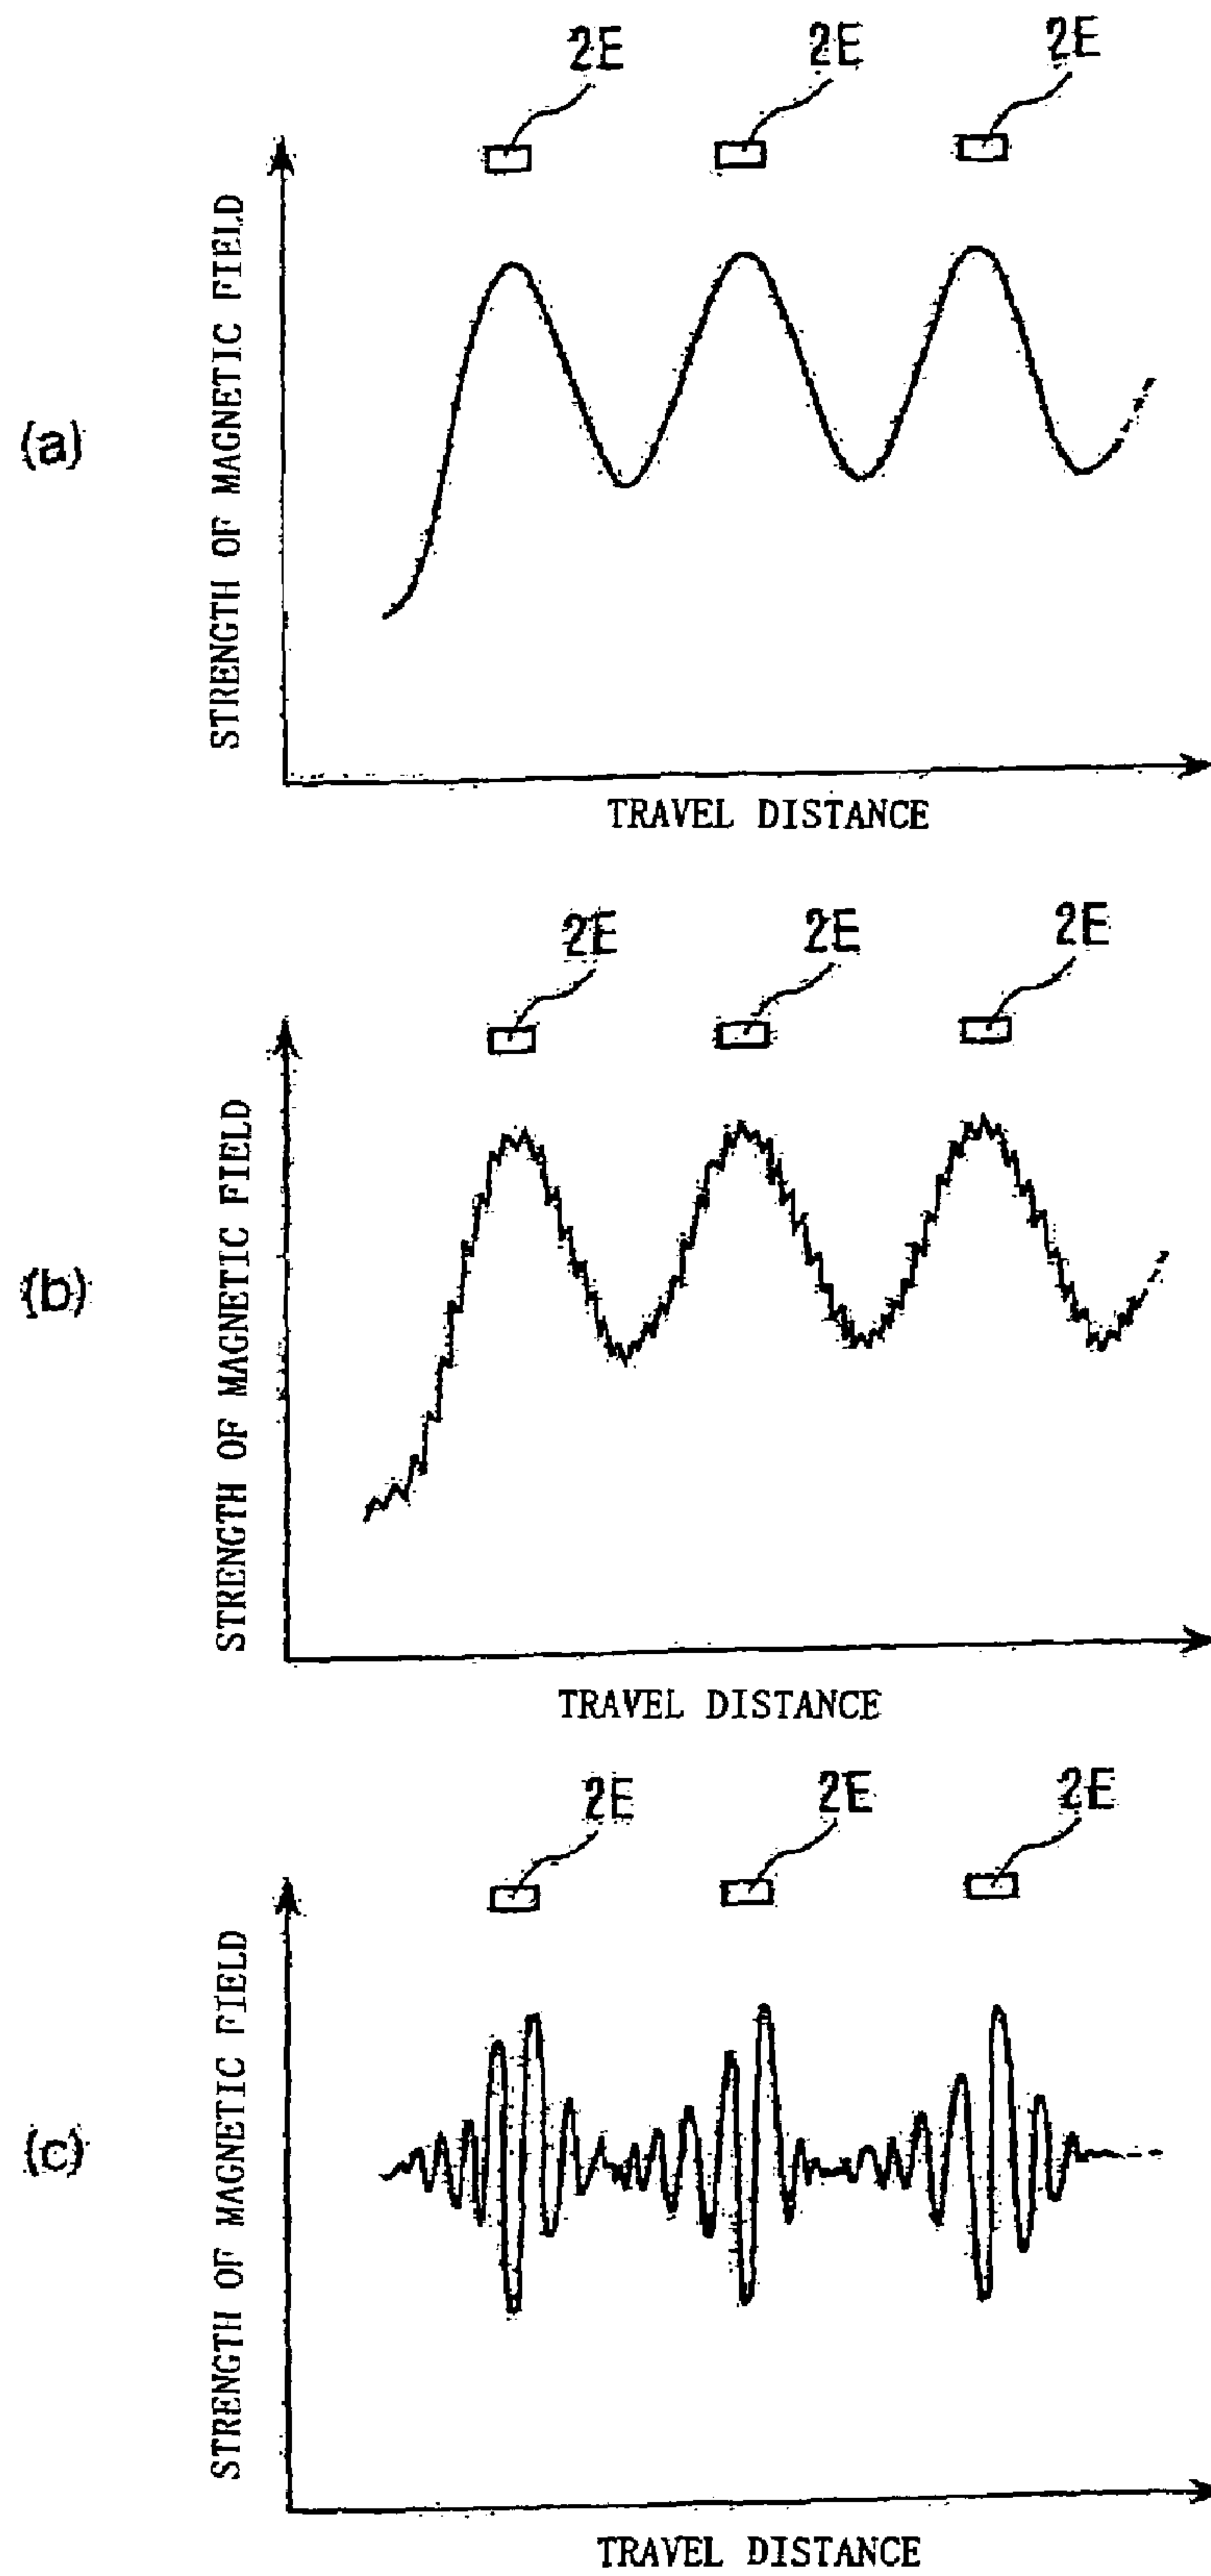 2E 2E 2E
(a)
STRENGTH OF MAGNETIC FIELD
TRAVEL DISTANCE
2E 2E 2E
(b)
STRENGTH OF MAGNETIC FIELD
TRAVEL DISTANCE
2E 2E 2E
(c)
STRENGTH OF MAGNETIC FIELD
TRAVEL DISTANCE